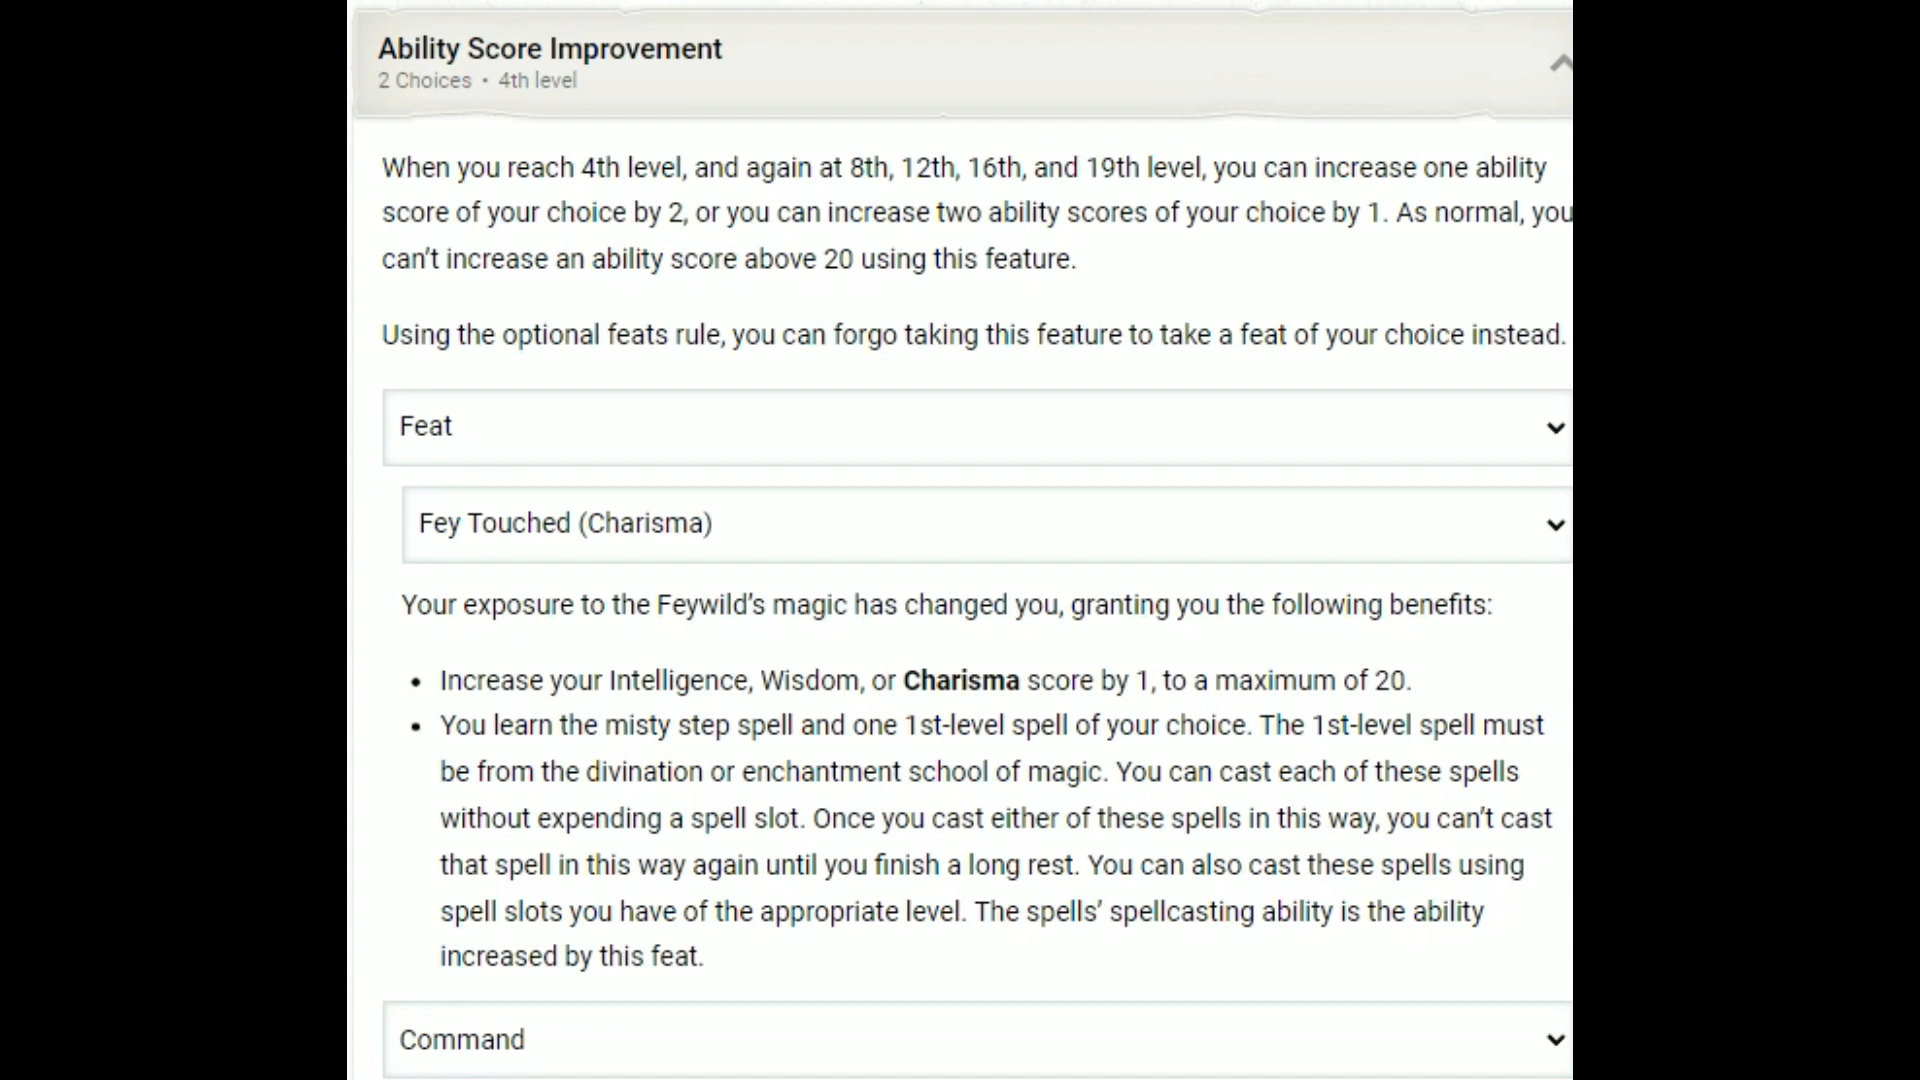 Ability Score Improvement
2 Choices • 4th level
When you reach 4th level, and again at 8th, 12th, 16th, and 19th level, you can increase one ability
score of your choice by 2, or you can increase two ability scores of your choice by 1. As normal, you
can’t increase an ability score above 20 using this feature.
Using the optional feats rule, you can forgo taking this feature to take a feat of your choice instead.
Feat
Fey Touched (Charisma)
Your exposure to the Feywild’s magic has changed you, granting you the following benefits:
• Increase your Intelligence, Wisdom, or Charisma score by 1, to a maximum of 20.
• You learn the misty step spell and one 1st-level spell of your choice. The 1st-level spell must
be from the divination or enchantment school of magic. You can cast each of these spells
without expending a spell slot. Once you cast either of these spells in this way, you can’t cast
that spell in this way again until you finish a long rest. You can also cast these spells using
spell slots you have of the appropriate level. The spells’ spellcasting ability is the ability
increased by this feat.
Command